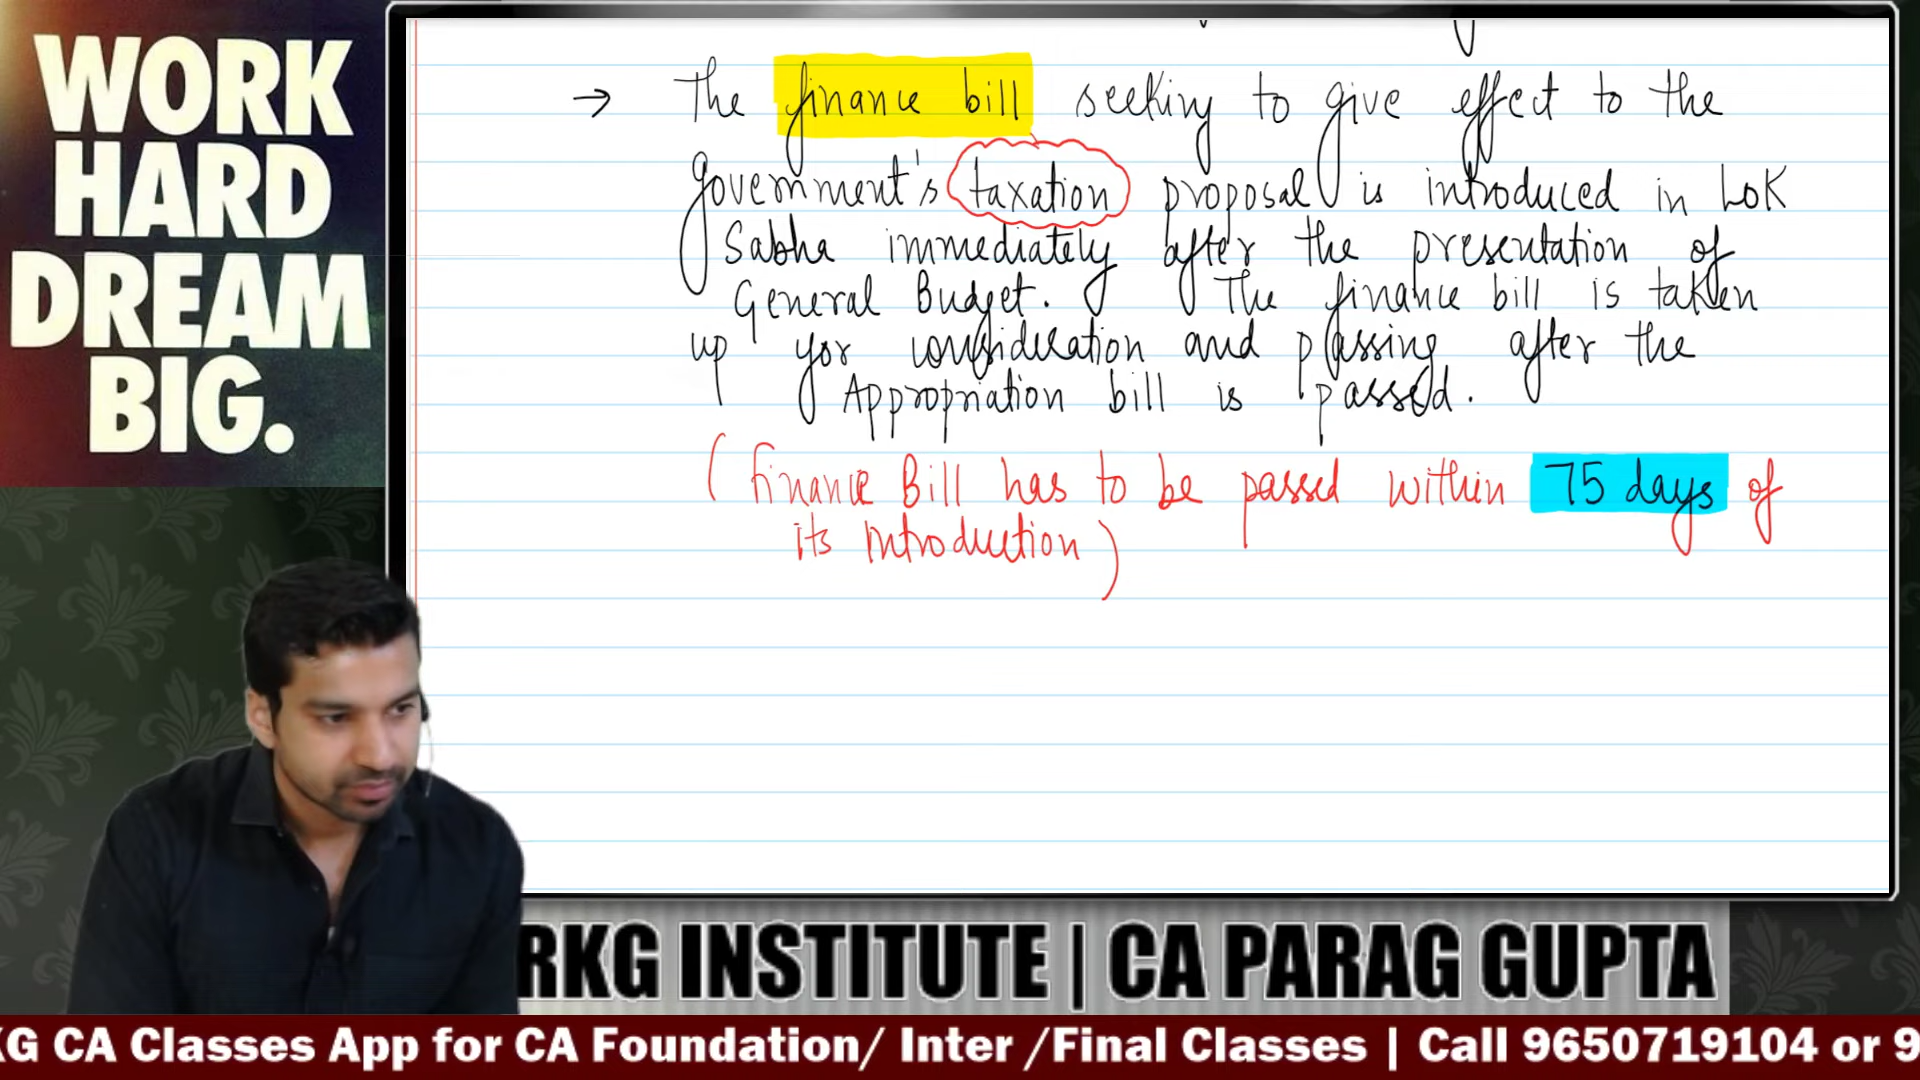 WORK
HARD
DREAM
BIG.
→ The finance bill seeking to give effect to the
government's taxation proposal is introduced in LOK
Sabha immediately after the presentation of
General Budget. The finance bill is taken
up for consideration and passing after the
Appropriation bill is passed.
(Finance Bill has to be passed within 75 days of
its introduction)
RKG INSTITUTE | CA PARAG GUPTA
KG CA Classes App for CA Foundation/ Inter /Final Classes | Call 9650719104 or 9